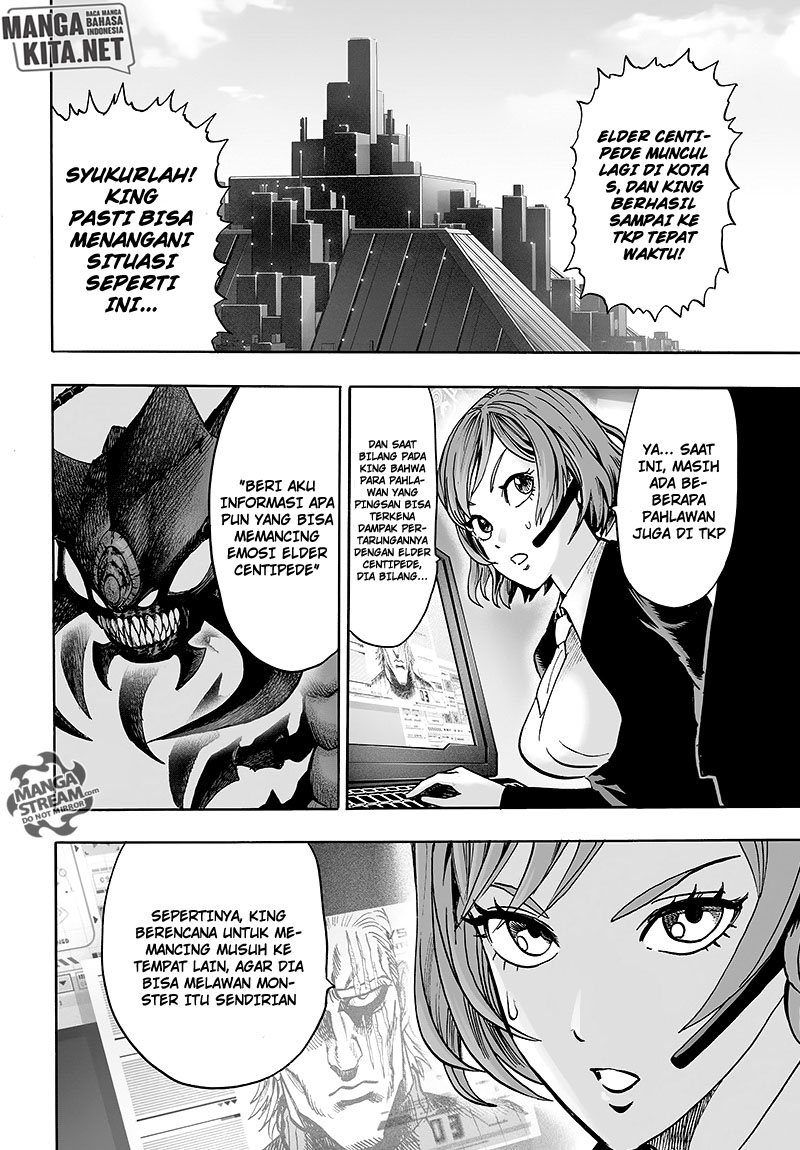 MANGA
KITA.NET
BACA MANGA
BAHASA
INDONESIA
ELDER CENTI-
PEDE MUNCUL
LAGI DI KOTA
S, DAN KING
BERHASIL
SAMPAI KE
TKP TEPAT
WAKTU!
SYUKURLAH!
KING
PASTI BISA
MENANGANI
SITUASI
SEPERTI
INI...
YA... SAAT
INI, MASIH
ADA BE-
BERAPA
PAHLAWAN
JUGA DI TKP
DAN SAAT
BILANG PADA
KING BAHWA
PARA PAHLA-
WAN YANG
PINGSAN BISA
TERKENA
DAMPAK PER-
TARUNGANNYA
DENGAN ELDER
CENTIPEDE,
DIA BILANG...
"BERI AKU
INFORMASI APA
PUN YANG BISA
MEMANCING
EMOSI ELDER
CENTIPEDE"
03
MANGA
STREAM.com
DO NOT MIRROR!
SEPERTINYA, KING
BERENCANA UNTUK ME-
MANCING MUSUH KE
TEMPAT LAIN, AGAR DIA
BISA MELAWAN MON-
STER ITU SENDIRIAN
03